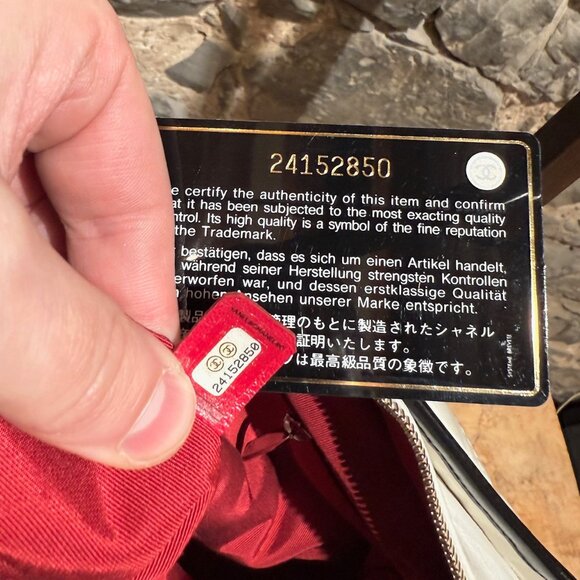 24152850
certify the authenticity of this item and confirm
it has been subjected to the most exacting quality
Its high quality is a symbol of the fine reputation
the Trademark.
bestätigen, dass es sich um einen Artikel handelt,
während seiner Herstellung strengsten Kontrollen
war, und dessen erstklassige Qualität
hohen Ansehen unserer Marke entspricht.
管理のもとに製造されたシャネル
証明いたします。
は最高級品質の象徴です。
24152850